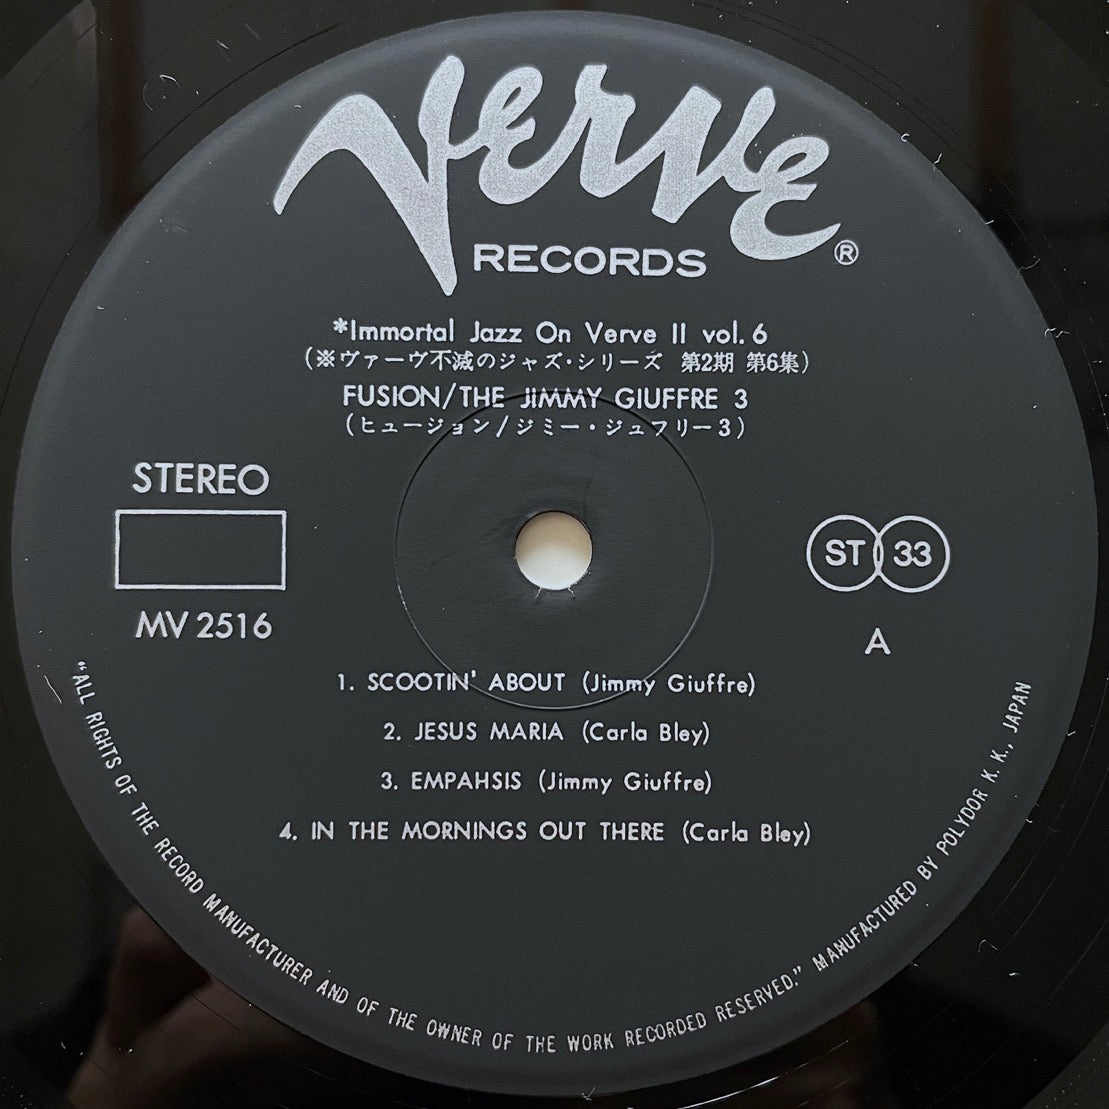 Verve
RECORDS ®
*Immortal Jazz On Verve II vol. 6
(※ヴァーヴ不滅のジャズ・シリーズ 第2期 第6集)
FUSION/THE JIMMY GIUFFRE 3
(ヒュージョン/ジミー・ジュフリー3)
STEREO
ST 33
MV 2516
A
1. SCOOTIN' ABOUT (Jimmy Giuffre)
2. JESUS MARIA (Carla Bley)
3. EMPAHSIS (Jimmy Giuffre)
4. IN THE MORNINGS OUT THERE (Carla Bley)
"ALL RIGHTS OF THE RECORD MANUFACTURER AND OF THE OWNER OF THE WORK RECORDED RESERVED." MANUFACTURED BY POLYDOR K. K., JAPAN